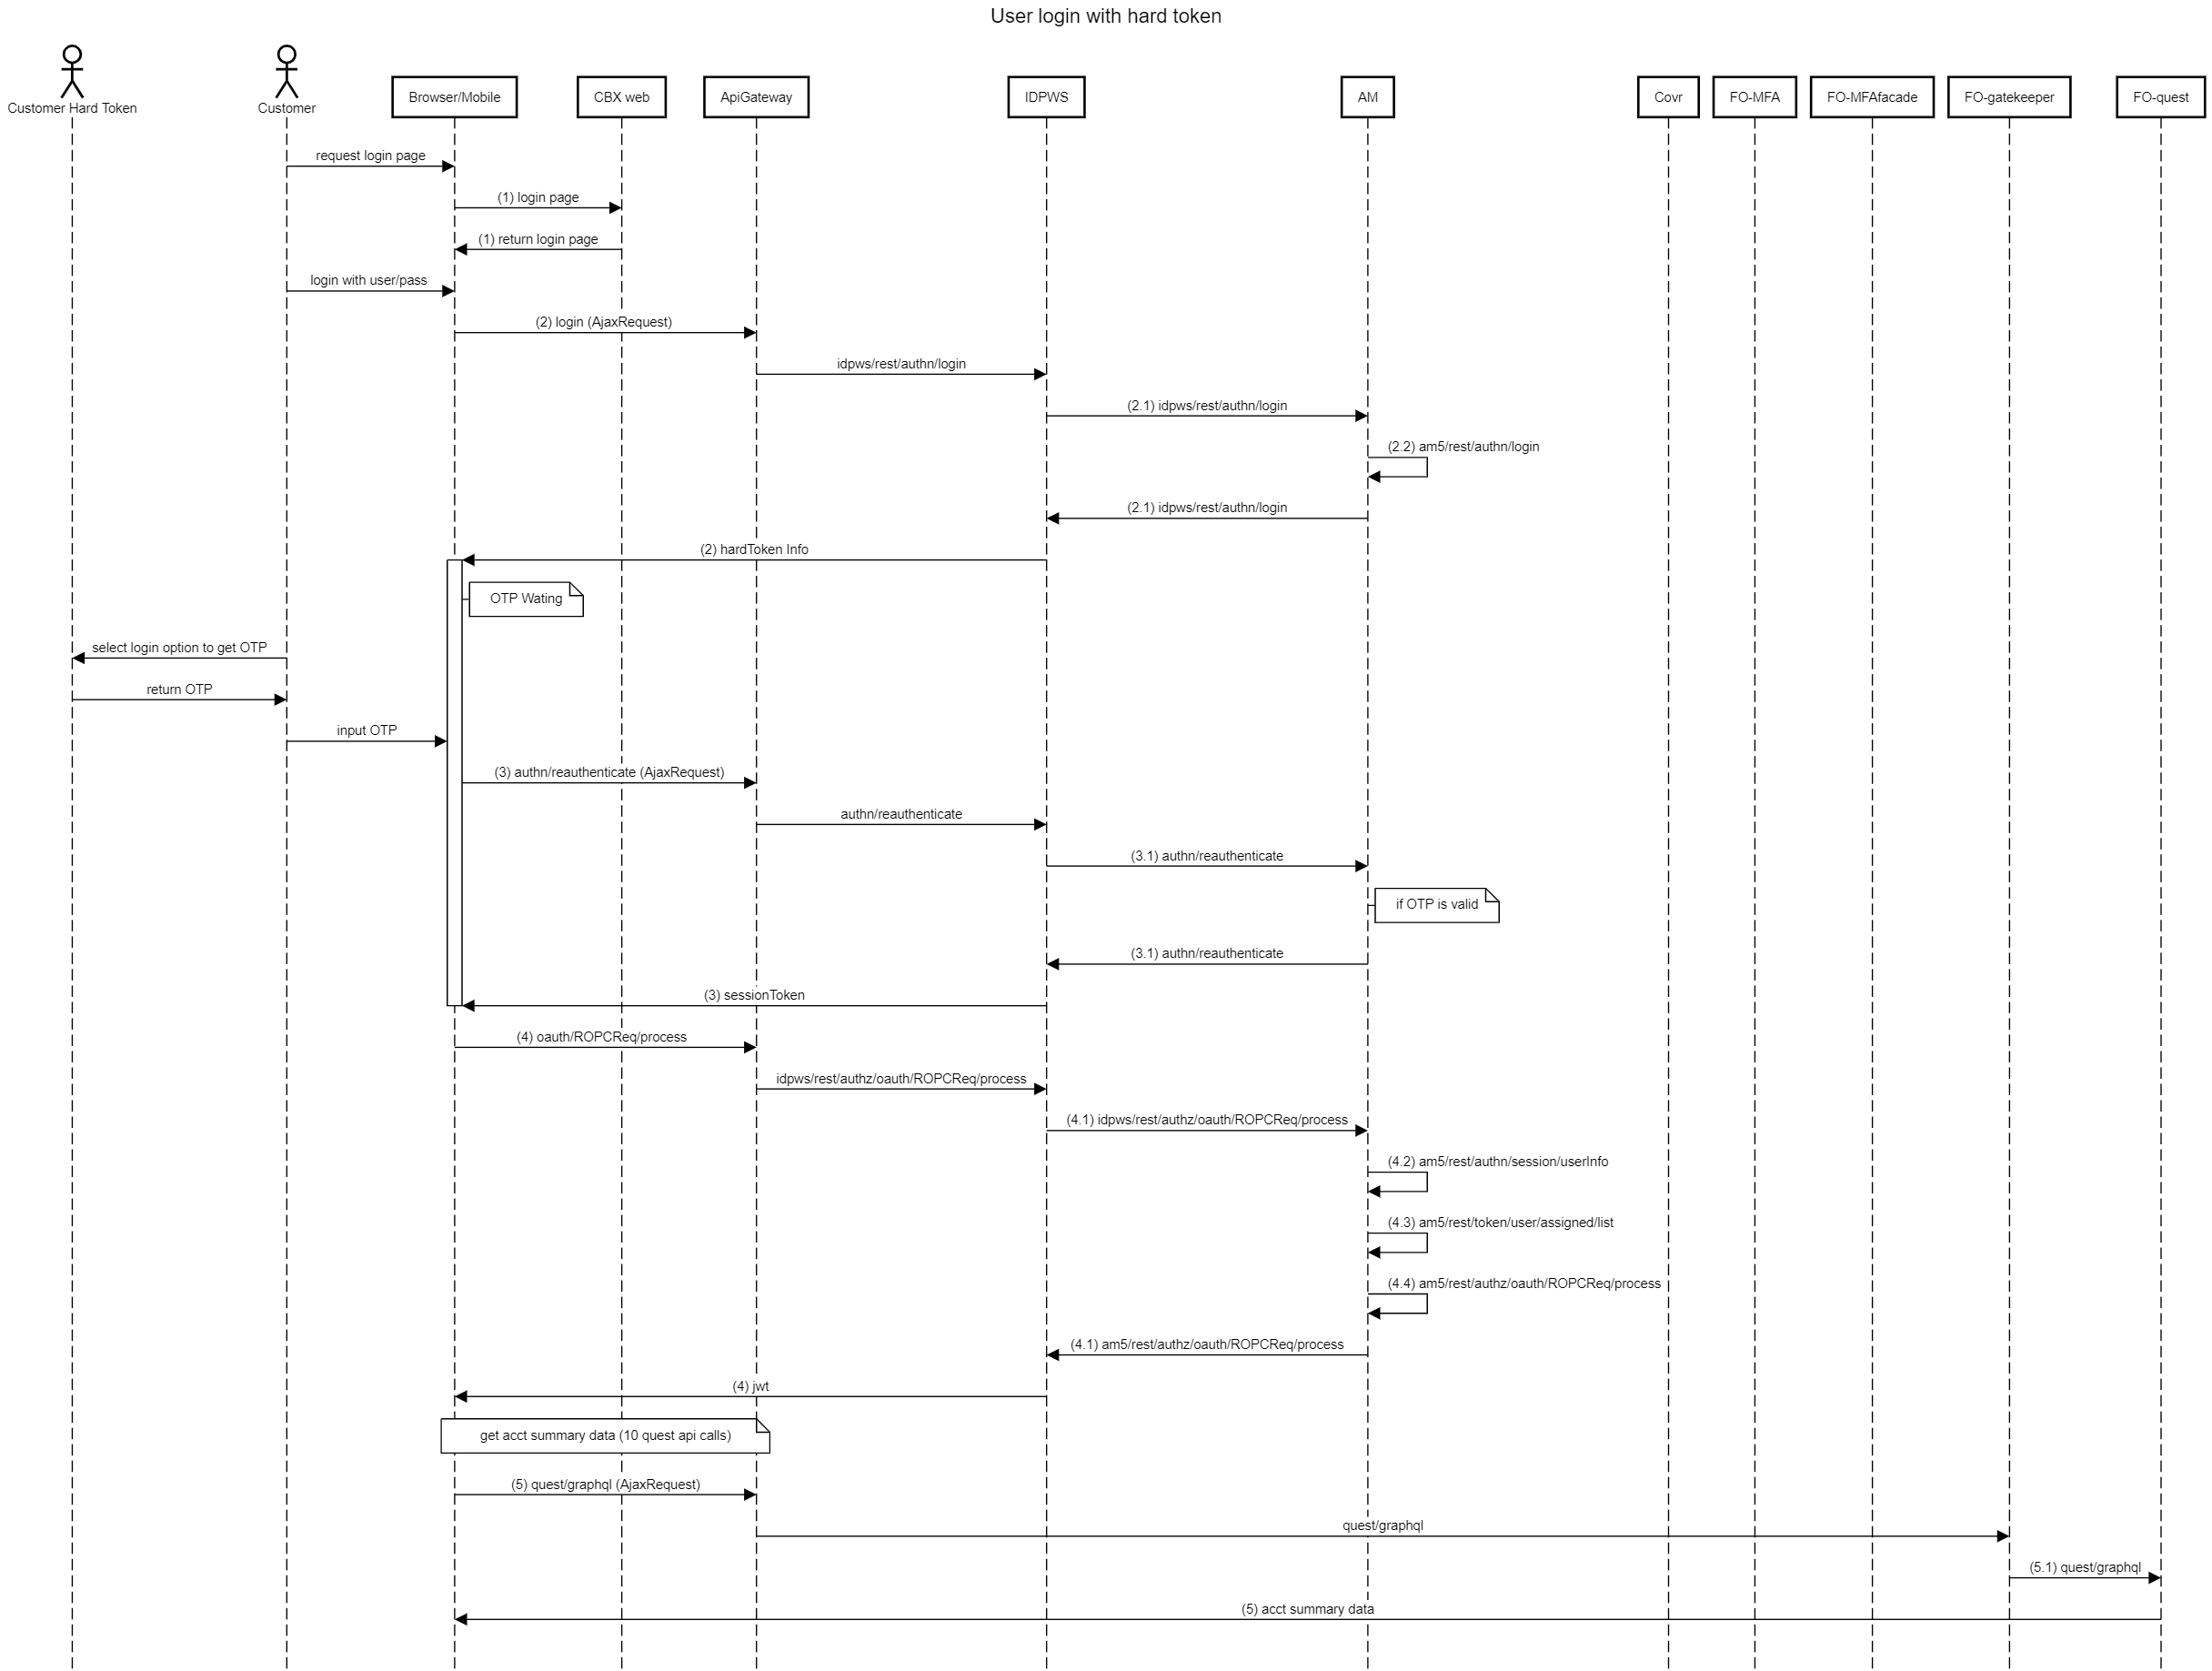 User login with hard token
Customer Hard Token
Customer
Browser/Mobile
CBX web
ApiGateway
IDPWS
AM
Covr
FO-MFA
FO-MFAfacade
FO-gatekeeper
FO-quest
request login page
(1) login page
(1) return login page
login with user/pass
(2) login (AjaxRequest)
idpws/rest/authn/login
(2.1) idpws/rest/authn/login
(2.2) am5/rest/authn/login
(2.1) idpws/rest/authn/login
(2) hardToken Info
OTP Wating
select login option to get OTP
return OTP
input OTP
(3) authn/reauthenticate (AjaxRequest)
authn/reauthenticate
(3.1) authn/reauthenticate
if OTP is valid
(3.1) authn/reauthenticate
(3) sessionToken
(4) oauth/ROPCReq/process
idpws/rest/authz/oauth/ROPCReq/process
(4.1) idpws/rest/authz/oauth/ROPCReq/process
(4.2) am5/rest/authn/session/userInfo
(4.3) am5/rest/token/user/assigned/list
(4.4) am5/rest/authz/oauth/ROPCReq/process
(4.1) am5/rest/authz/oauth/ROPCReq/process
(4) jwt
get acct summary data (10 quest api calls)
(5) quest/graphql (AjaxRequest)
quest/graphql
(5.1) quest/graphql
(5) acct summary data